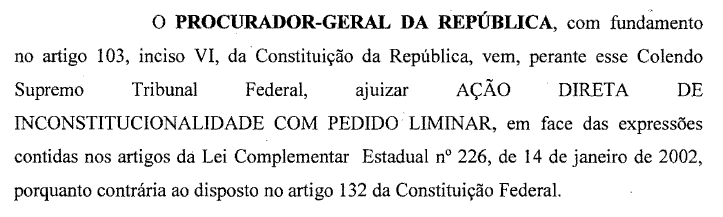 O PROCURADOR-GERAL DA REPÚBLICA, com fundamento
no artigo 103, inciso VI, da Constituição da República, vem, perante esse Colendo
Supremo Tribunal Federal, ajuizar AÇÃO DIRETA DE
INCONSTITUCIONALIDADE COM PEDIDO LIMINAR, em face das expressões
contidas nos artigos da Lei Complementar Estadual nº 226, de 14 de janeiro de 2002,
porquanto contrária ao disposto no artigo 132 da Constituição Federal.